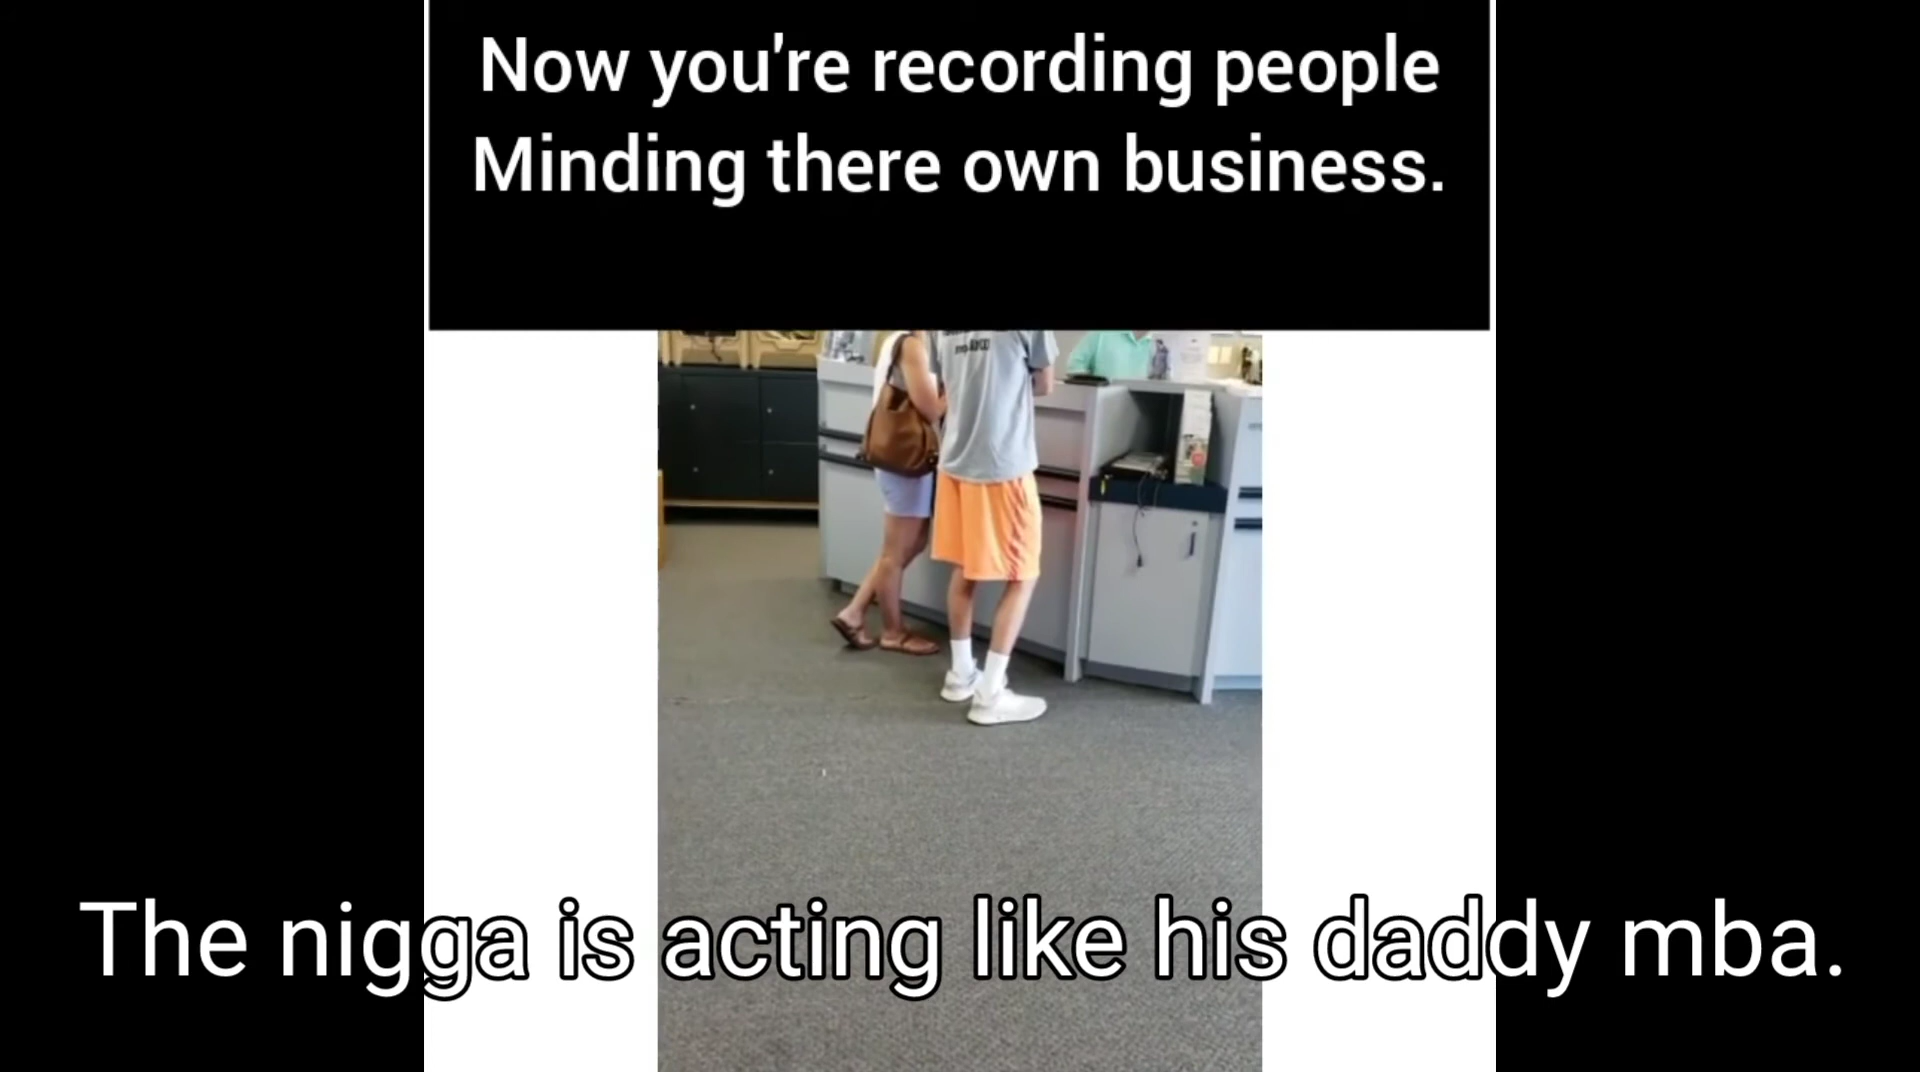 Now you're recording people
Minding there own business.
The nigga is acting like his daddy mba.